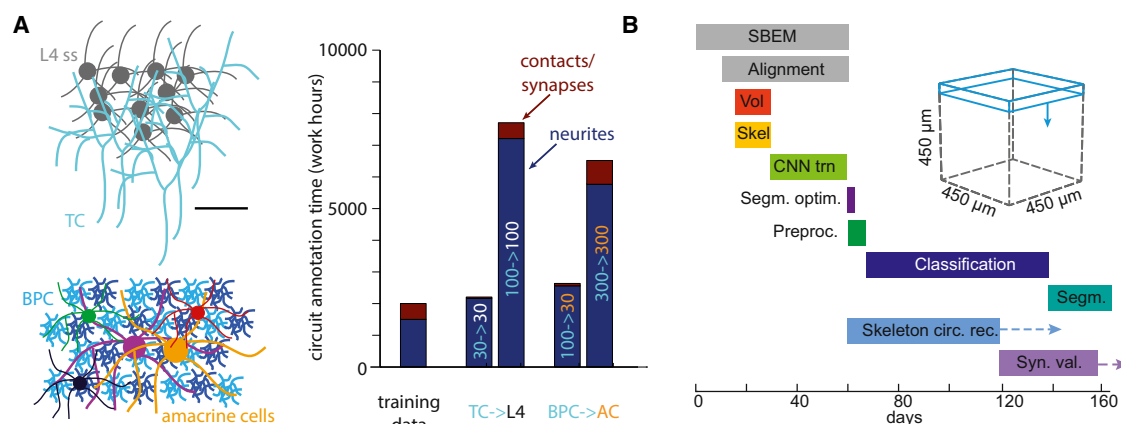 A
L4 ss
TC
BPC
amacrine cells
circuit annotation time (work hours)
10000
5000
0
contacts/
synapses
neurites
30->30
100->100
100->30
300->300
training
data
TC->L4
BPC->AC
B
SBEM
Alignment
Vol
Skel
CNN trn
Segm. optim.
Preproc.
Classification
Segm.
Skeleton circ. rec.
Syn. val.
450 µm
450 µm
450 µm
0
40
80
120
160
days